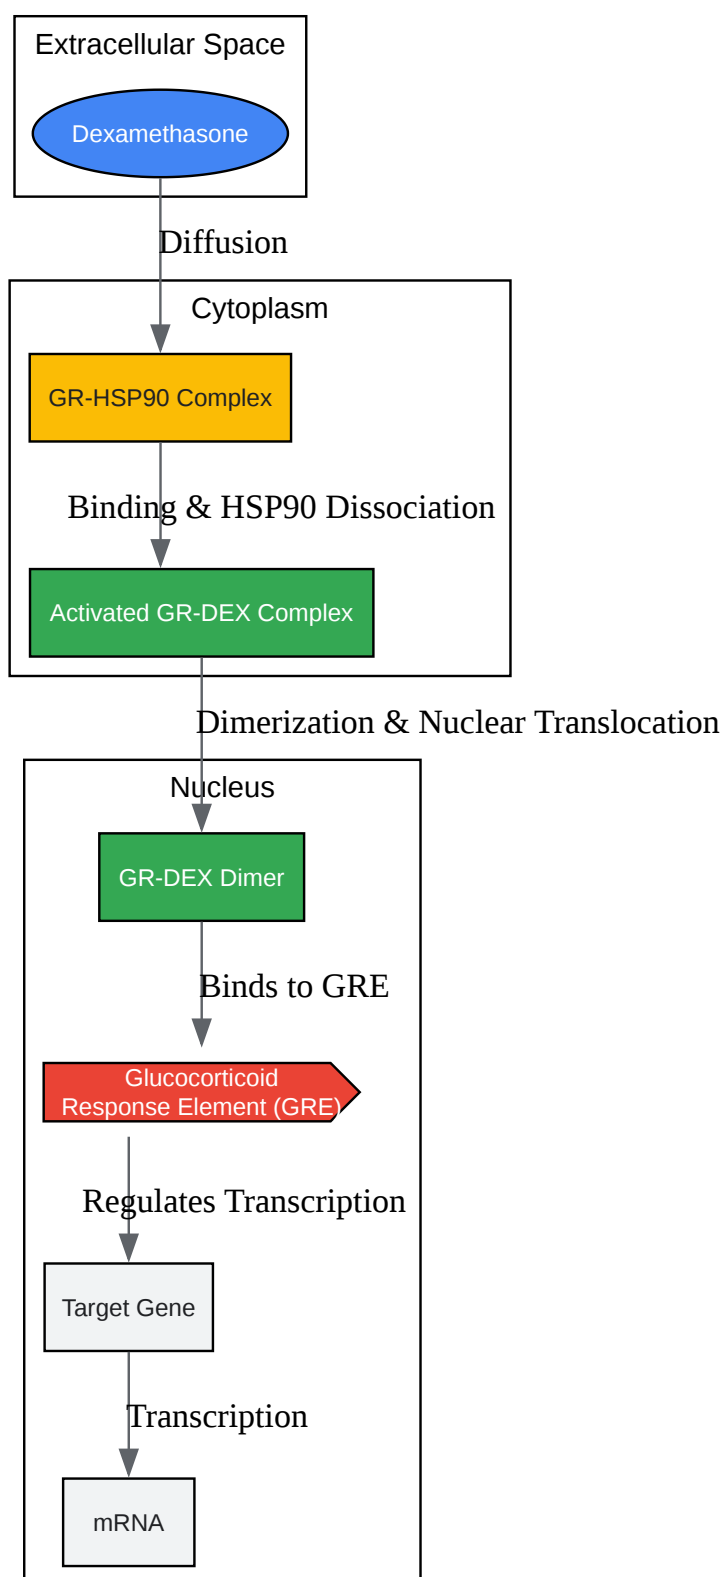 Extracellular Space
Dexamethasone
Diffusion
Cytoplasm
GR-HSP90 Complex
Binding & HSP90 Dissociation
Activated GR-DEX Complex
Dimerization & Nuclear Translocation
Nucleus
GR-DEX Dimer
Binds to GRE
Glucocorticoid
Response Element (GRE)
Regulates Transcription
Target Gene
Transcription
mRNA